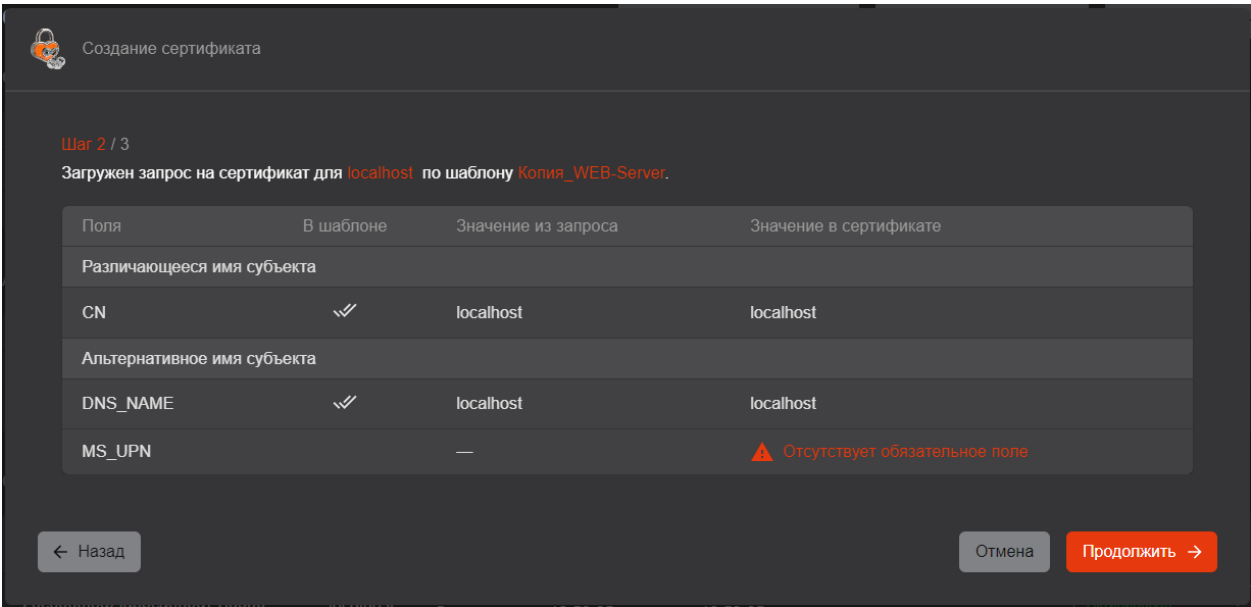 Создание сертификата
Шаг 2 / 3
Загружен запрос на сертификат для localhost по шаблону Копия_WEB-Server.
Поля В шаблоне Значение из запроса Значение в сертификате
Различающееся имя субъекта
CN localhost localhost
Альтернативное имя субъекта
DNS_NAME localhost localhost
MS_UPN — Отсутствует обязательное поле
← Назад Отмена Продолжить →